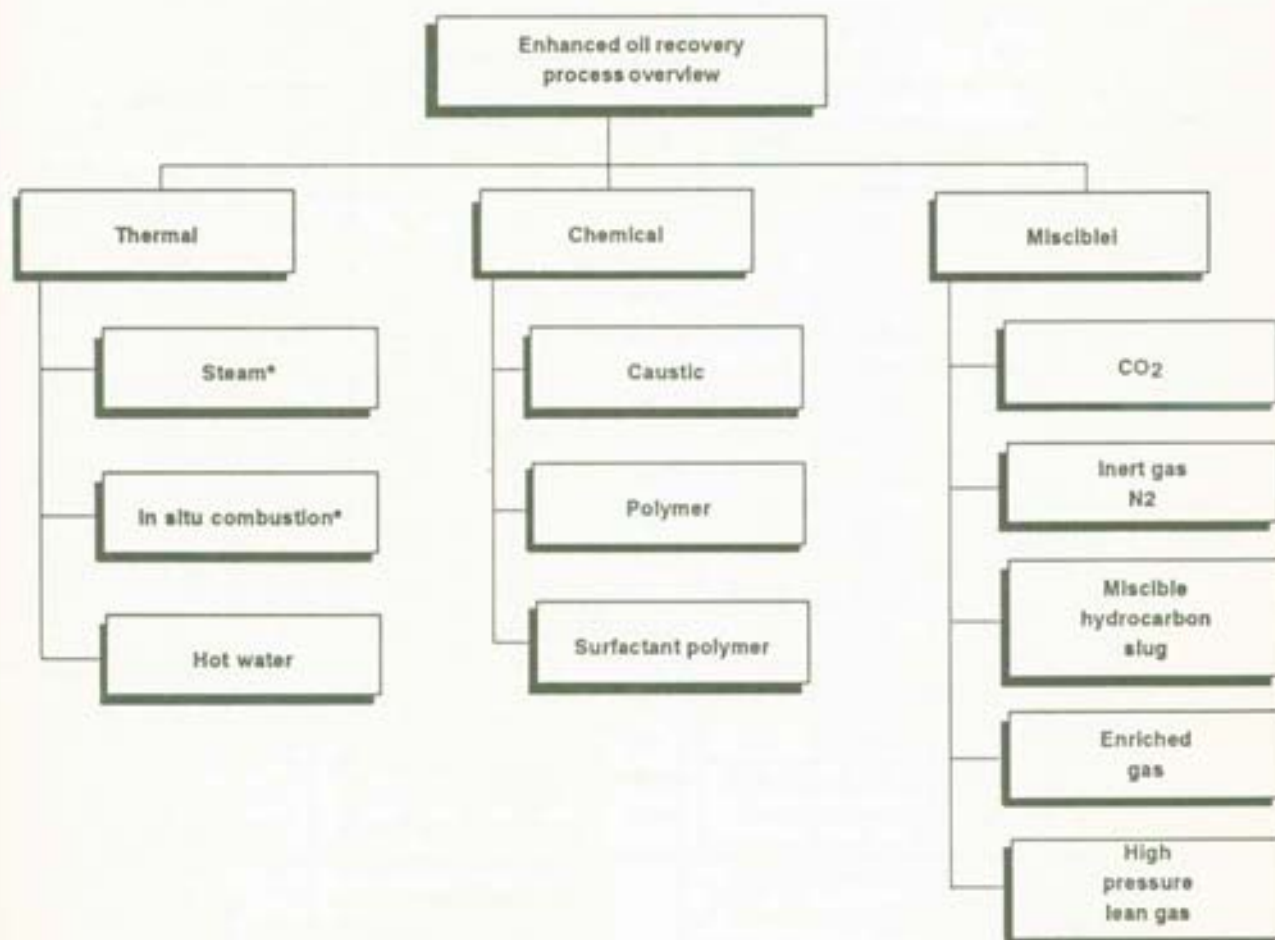 Enhanced oil recovery
process overview
Thermal
Steam*
In situ combustion*
Hot water
Chemical
Caustic
Polymer
Surfactant polymer
Misciblei
CO2
Inert gas
N2
Miscible
hydrocarbon
slug
Enriched
gas
High
pressure
lean gas